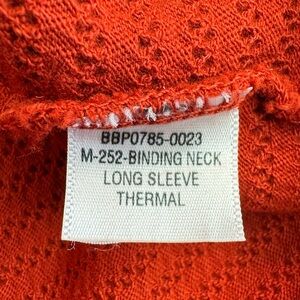 BBP0785-0023
M-252-BINDING NECK
LONG SLEEVE
THERMAL